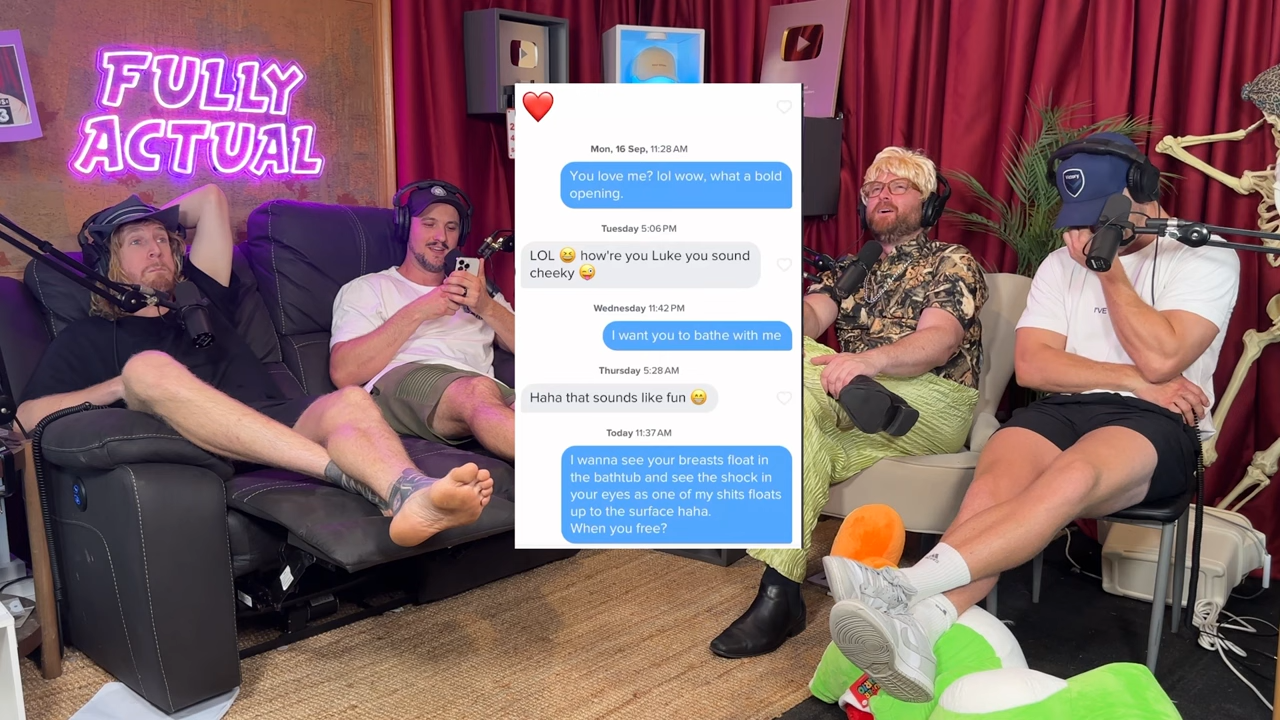 FULLY
ACTUAL
❤️
Mon, 16 Sep, 11:28 AM
You love me? lol wow, what a bold
opening.
Tuesday 5:06 PM
LOL 😆 how're you Luke you sound
cheeky 😜
Wednesday 11:42 PM
I want you to bathe with me
Thursday 5:28 AM
Haha that sounds like fun 😁
Today 11:37 AM
I wanna see your breasts float in
the bathtub and see the shock in
your eyes as one of my shits floats
up to the surface haha.
When you free?